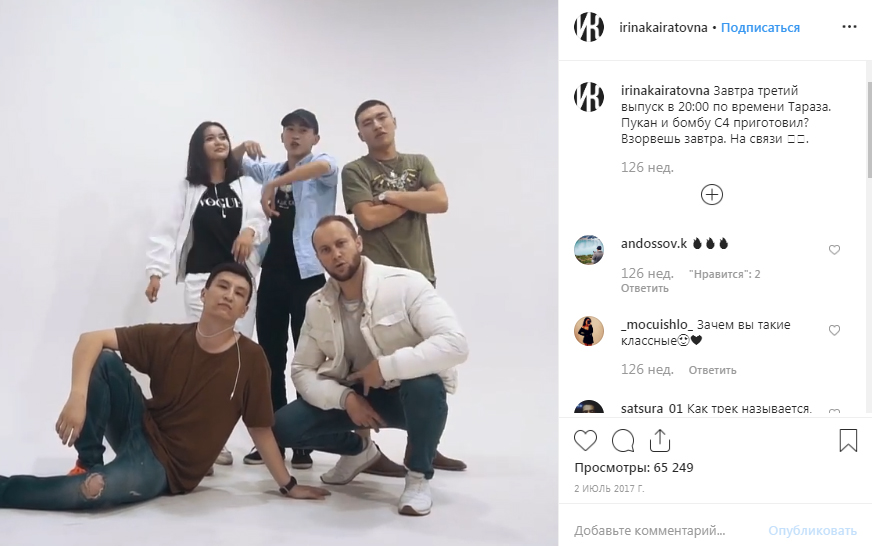 VOGUE
irinakairatovna • Подписаться
irinakairatovna Завтра третий
выпуск в 20:00 по времени Тараза.
Пукан и бомбу С4 приготовил?
Взорвешь завтра. На связи □□.
126 нед.
andossov.k
126 нед. "Нравится": 2
Ответить
_mocuishlo_ Зачем вы такие
классные
126 нед. Ответить
satsura_01 Как трек называется,
Просмотры: 65 249
2 ИЮЛЬ 2017 Г.
Добавьте комментарий...
Опубликовать